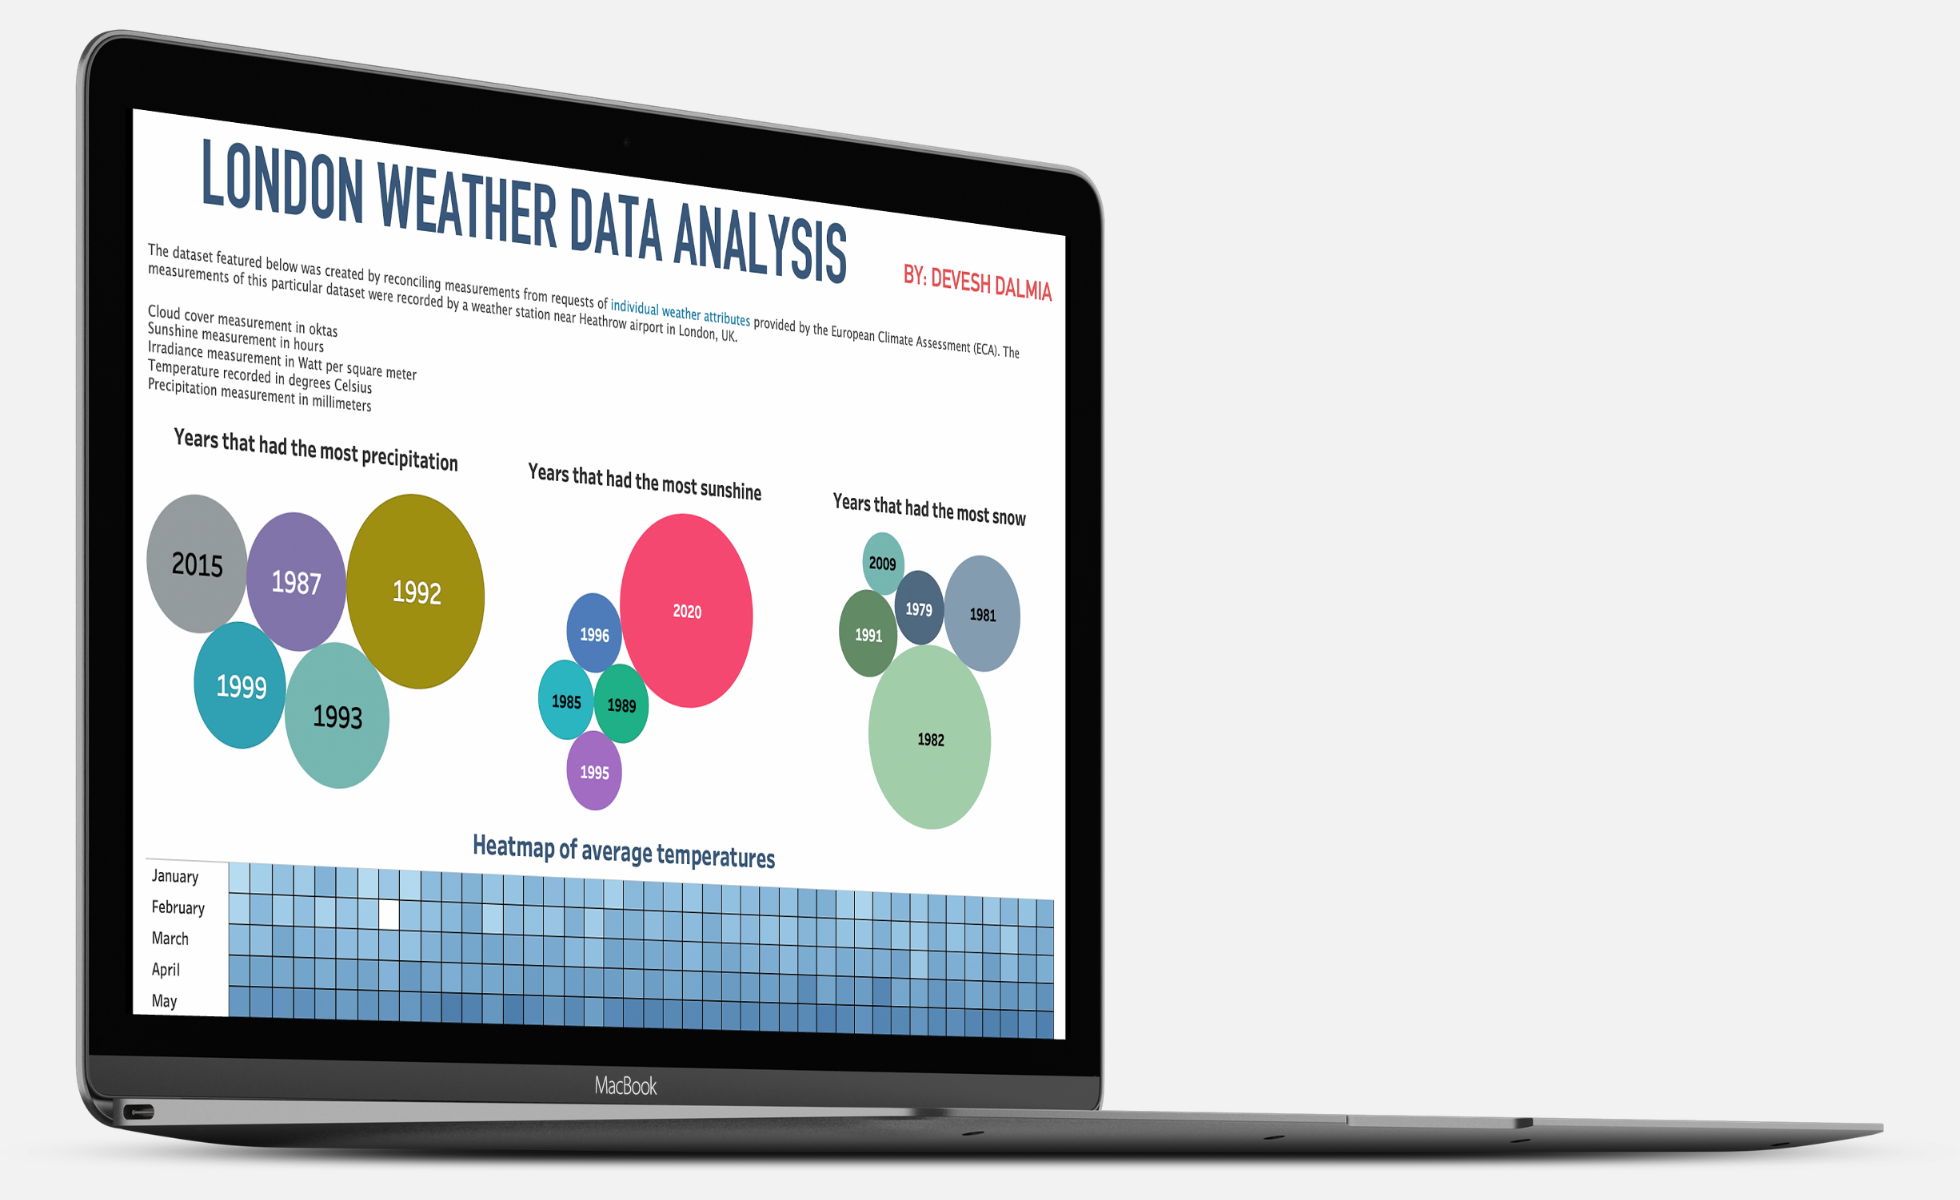 LONDON WEATHER DATA ANALYSIS
BY: DEVESH DALMIA
The dataset featured below was created by reconciling measurements from requests of individual weather attributes provided by the European Climate Assessment (ECA). The
measurements of this particular dataset were recorded by a weather station near Heathrow airport in London, UK.
Cloud cover measurement in oktas
Sunshine measurement in hours
Irradiance measurement in Watt per square meter
Temperature recorded in degrees Celsius
Precipitation measurement in millimeters
Years that had the most precipitation
2015
1987
1992
1999
1993
Years that had the most sunshine
2020
1996
1985
1989
1995
Years that had the most snow
2009
1979
1981
1991
1982
Heatmap of average temperatures
January
February
March
April
May
MacBook